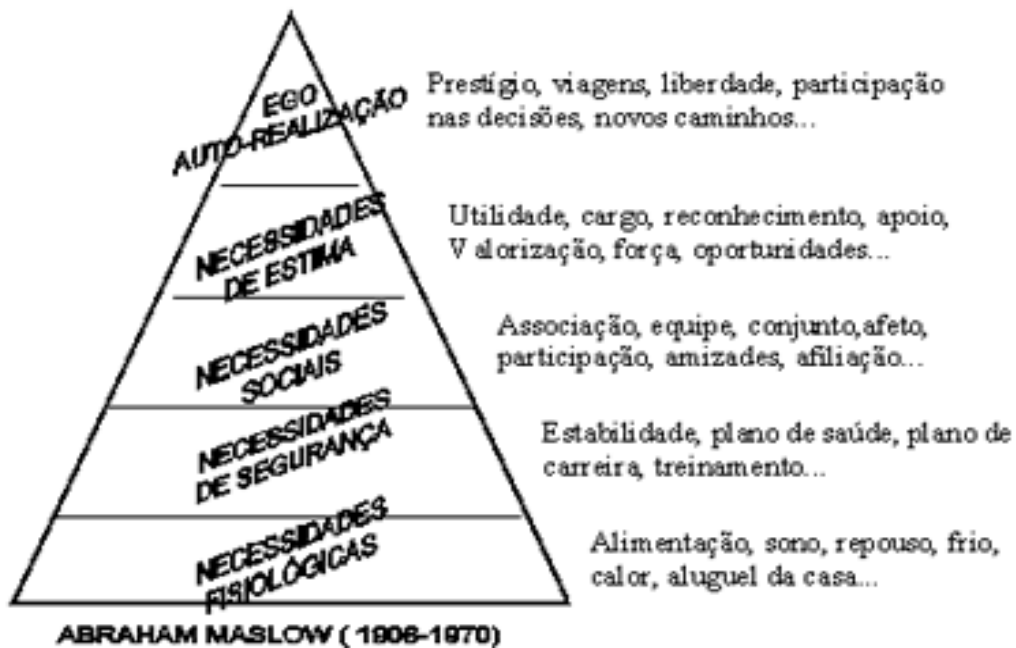 EGO
AUTO-REALIZAÇÃO
Prestígio, viagens, liberdade, participação
nas decisões, novos caminhos...
NECESSIDADES
DE ESTIMA
Utilidade, cargo, reconhecimento, apoio,
V alorização, força, oportunidades...
NECESSIDADES
SOCIAIS
Associação, equipe, conjunto,afeto,
participação, amizades, afiliação...
NECESSIDADES
DE SEGURANÇA
Estabilidade, plano de saúde, plano de
carreira, treinamento...
NECESSIDADES
FISIOLÓGICAS
Alimentação, sono, repouso, frio,
calor, aluguel da casa...
ABRAHAM MASLOW ( 1906-1970)